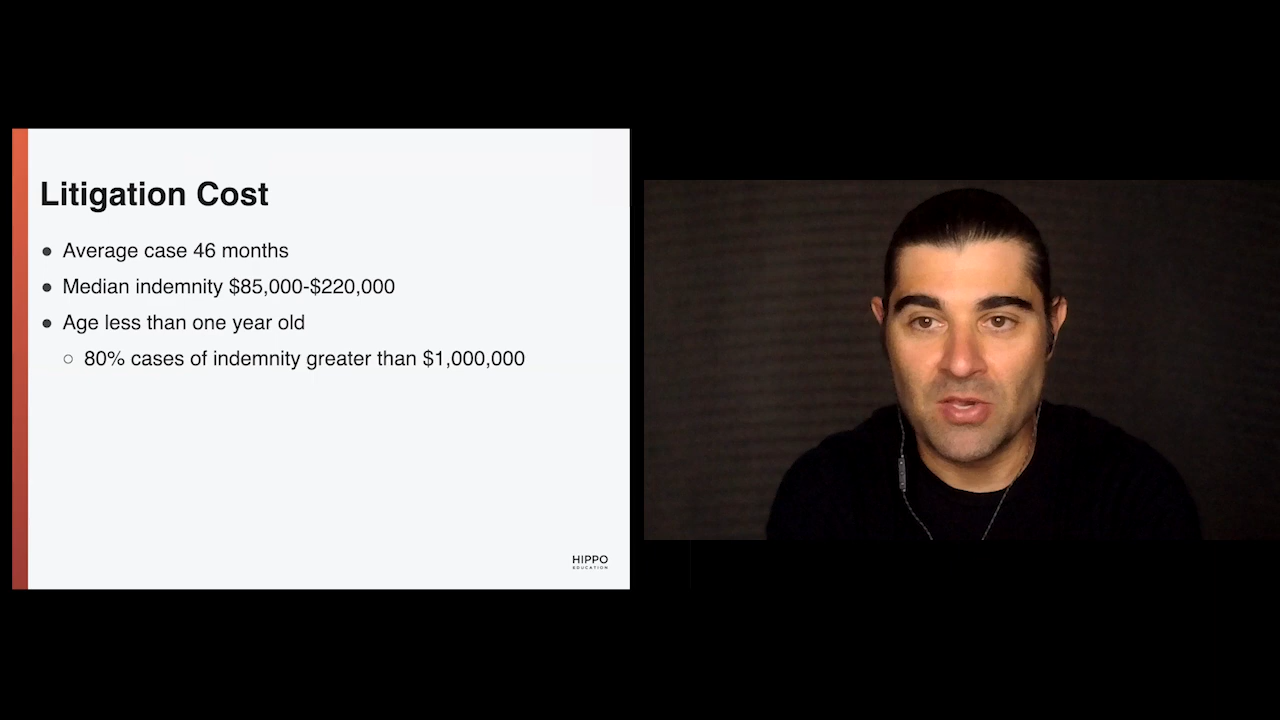 Litigation Cost
● Average case 46 months
● Median indemnity $85,000-$220,000
● Age less than one year old
○ 80% cases of indemnity greater than $1,000,000
HIPPO
EDUCATION